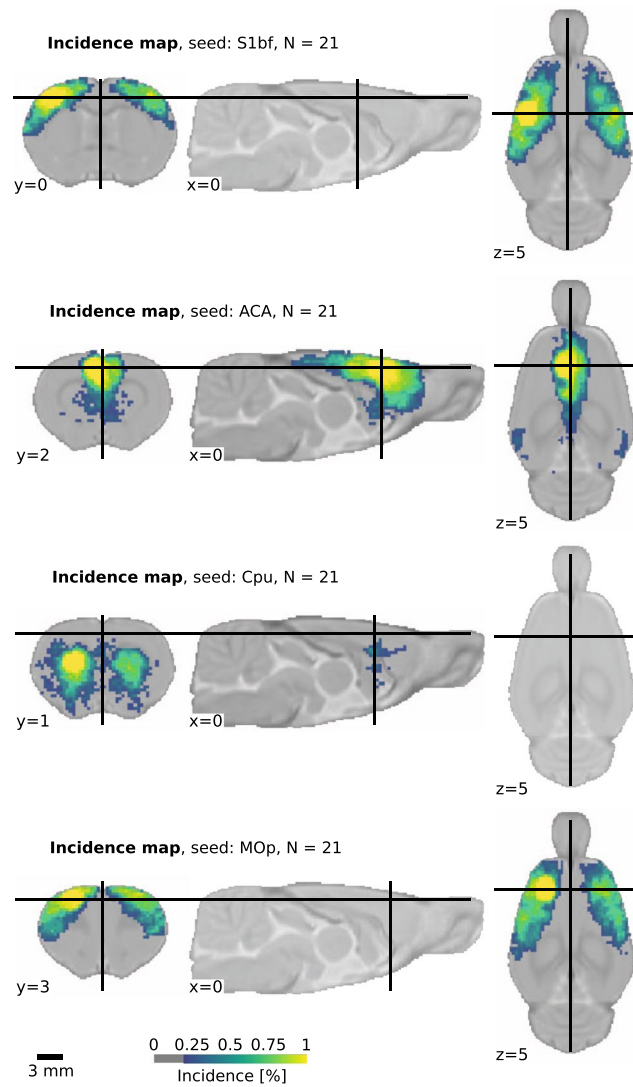 Incidence map, seed: S1bf, N = 21
y=0
x=0
z=5
Incidence map, seed: ACA, N = 21
y=2
x=0
z=5
Incidence map, seed: Cpu, N = 21
y=1
x=0
z=5
Incidence map, seed: MOp, N = 21
y=3
x=0
z=5
3 mm
0 0.25 0.5 0.75 1
Incidence [%]